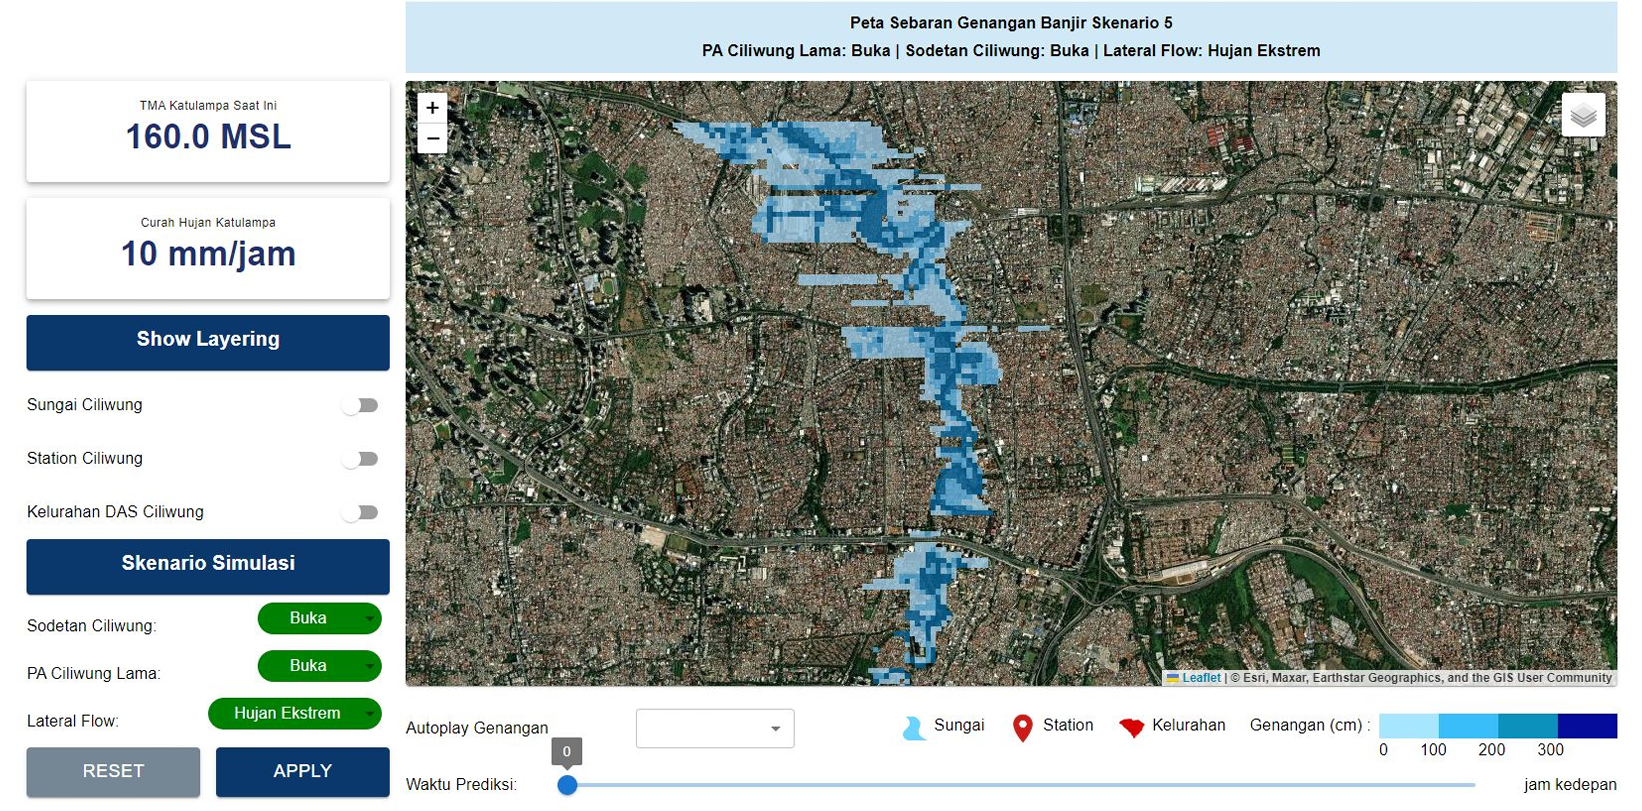 Peta Sebaran Genangan Banjir Skenario 5
PA Ciliwung Lama: Buka | Sodetan Ciliwung: Buka | Lateral Flow: Hujan Ekstrem
TMA Katulampa Saat Ini
160.0 MSL
Curah Hujan Katulampa
10 mm/jam
Show Layering
Sungai Ciliwung
Station Ciliwung
Kelurahan DAS Ciliwung
Skenario Simulasi
Sodetan Ciliwung: Buka
PA Ciliwung Lama: Buka
Lateral Flow: Hujan Ekstrem
RESET APPLY
+
−
Leaflet | © Esri, Maxar, Earthstar Geographics, and the GIS User Community
Autoplay Genangan
Sungai Station Kelurahan Genangan (cm) :
0 100 200 300
0
Waktu Prediksi: jam kedepan